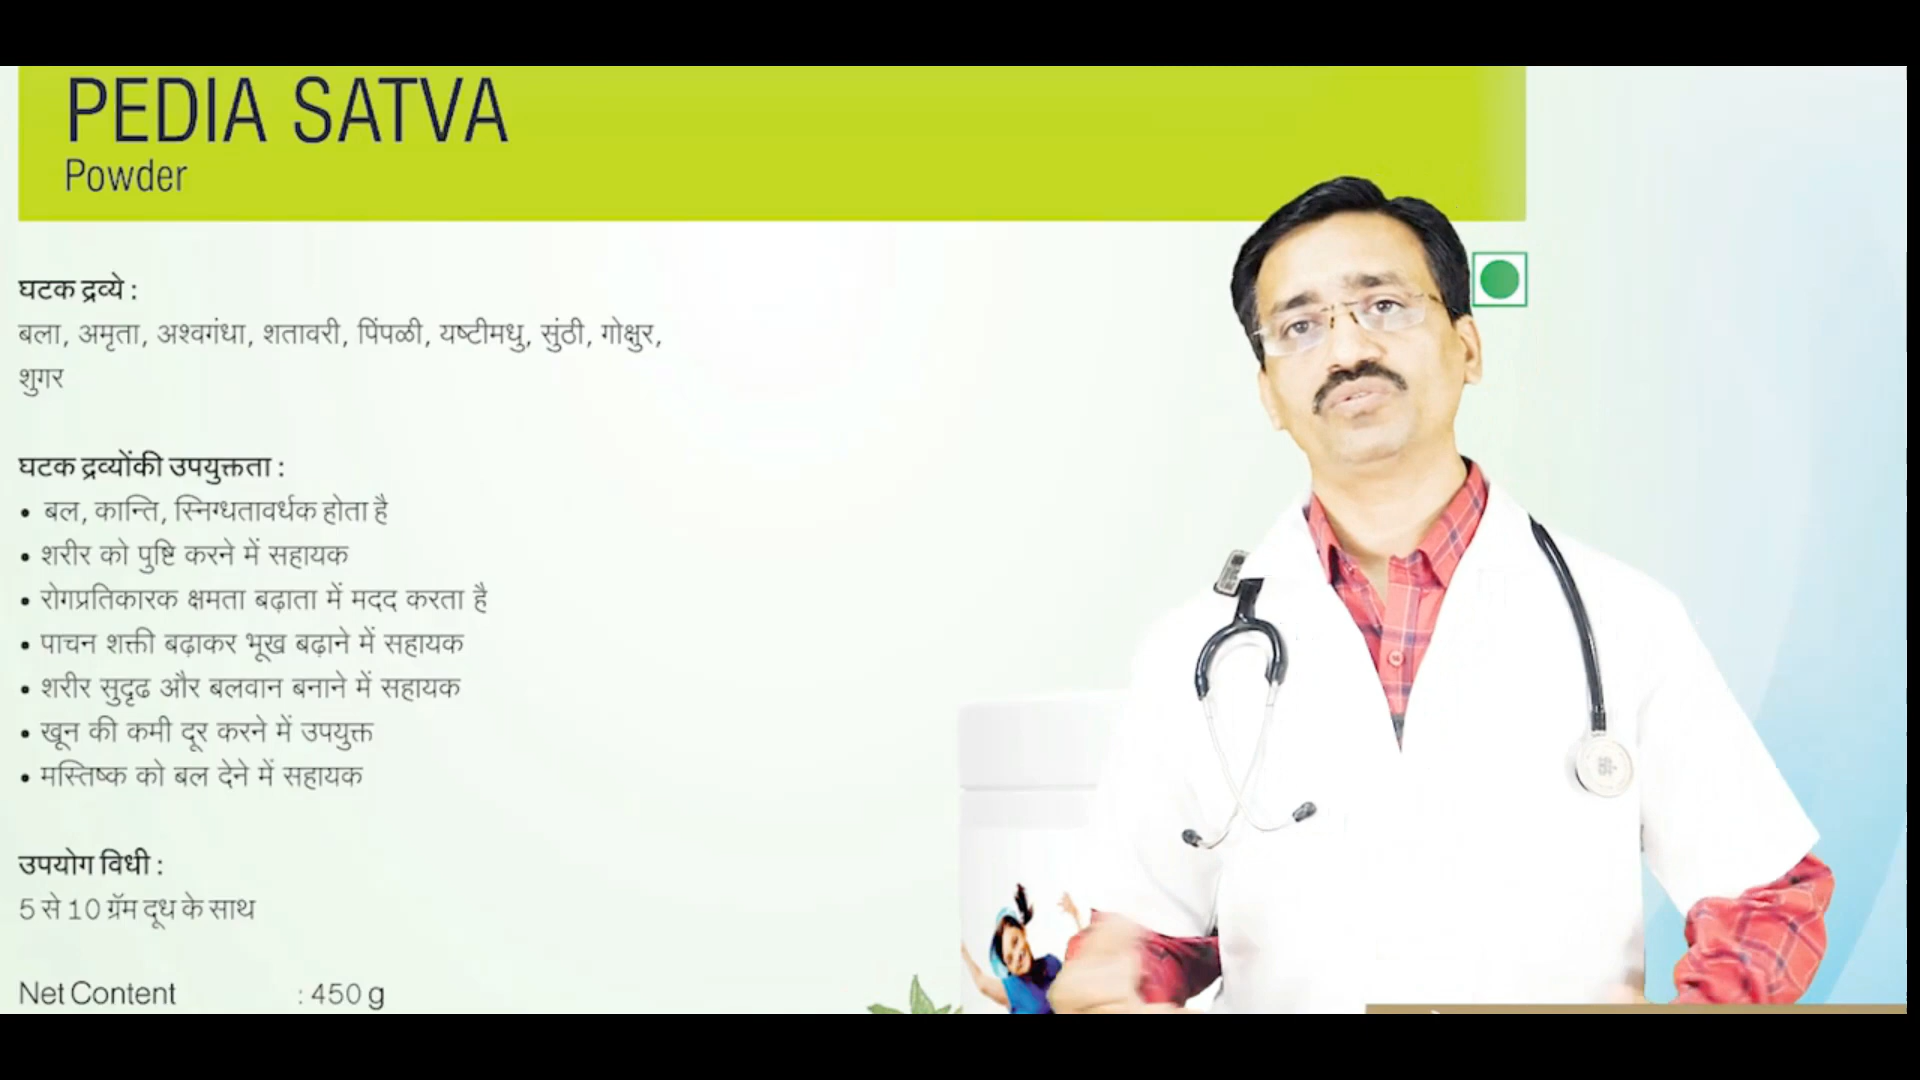 PEDIA SATVA
Powder
घटक द्रव्ये :
बला, अमृता, अश्वगंधा, शतावरी, पिंपळी, यष्टीमधु, सुंठी, गोक्षुर,
शुगर
घटक द्रव्योंकी उपयुक्तता :
• बल, कान्ति, स्निग्धतावर्धक होता है
• शरीर को पुष्टि करने में सहायक
• रोगप्रतिकारक क्षमता बढ़ाता में मदद करता है
• पाचन शक्ती बढ़ाकर भूख बढ़ाने में सहायक
• शरीर सुदृढ और बलवान बनाने में सहायक
• खून की कमी दूर करने में उपयुक्त
• मस्तिष्क को बल देने में सहायक
उपयोग विधी :
5 से 10 ग्रॅम दूध के साथ
Net Content : 450 g